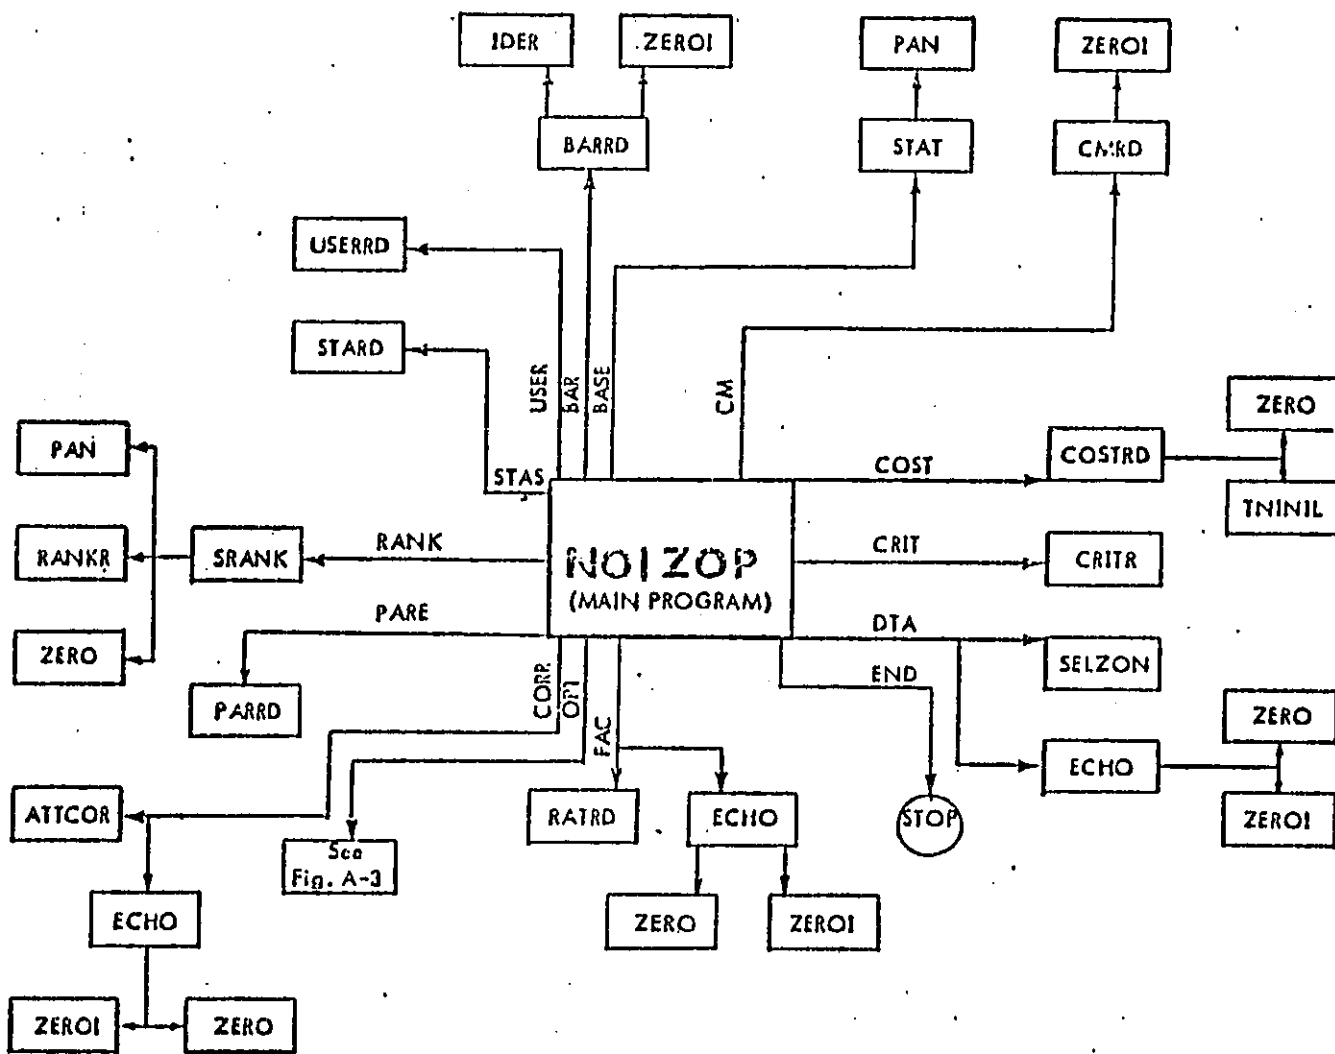 IDER
ZEROI
PAN
ZEROI
BARRD
STAT
CMRD
USERRD
STARD
USER
BAR
BASE
CM
ZERO
PAN
STAS
COST
COSTRD
TNINIL
RANKR
SRANK
RANK
NOIZOP
(MAIN PROGRAM)
CRIT
CRITR
ZERO
PARE
DTA
SELZON
PARRD
CORR
OPT
FAC
END
ZERO
ECHO
ATTCOR
See
Fig. A-3
RATRD
ECHO
STOP
ZEROI
ECHO
ZERO
ZEROI
ZEROI
ZERO